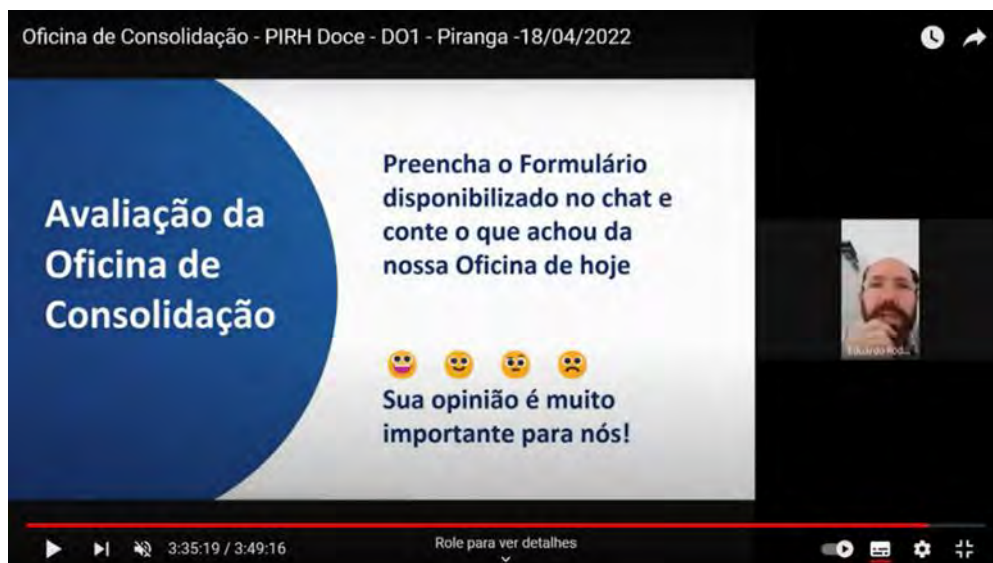 Oficina de Consolidação - PIRH Doce - DO1 - Piranga -18/04/2022
Avaliação da
Oficina de
Consolidação
Preencha o Formulário
disponibilizado no chat e
conte o que achou da
nossa Oficina de hoje
Sua opinião é muito
importante para nós!
Eduardo Rod...
3:35:19 / 3:49:16
Role para ver detalhes